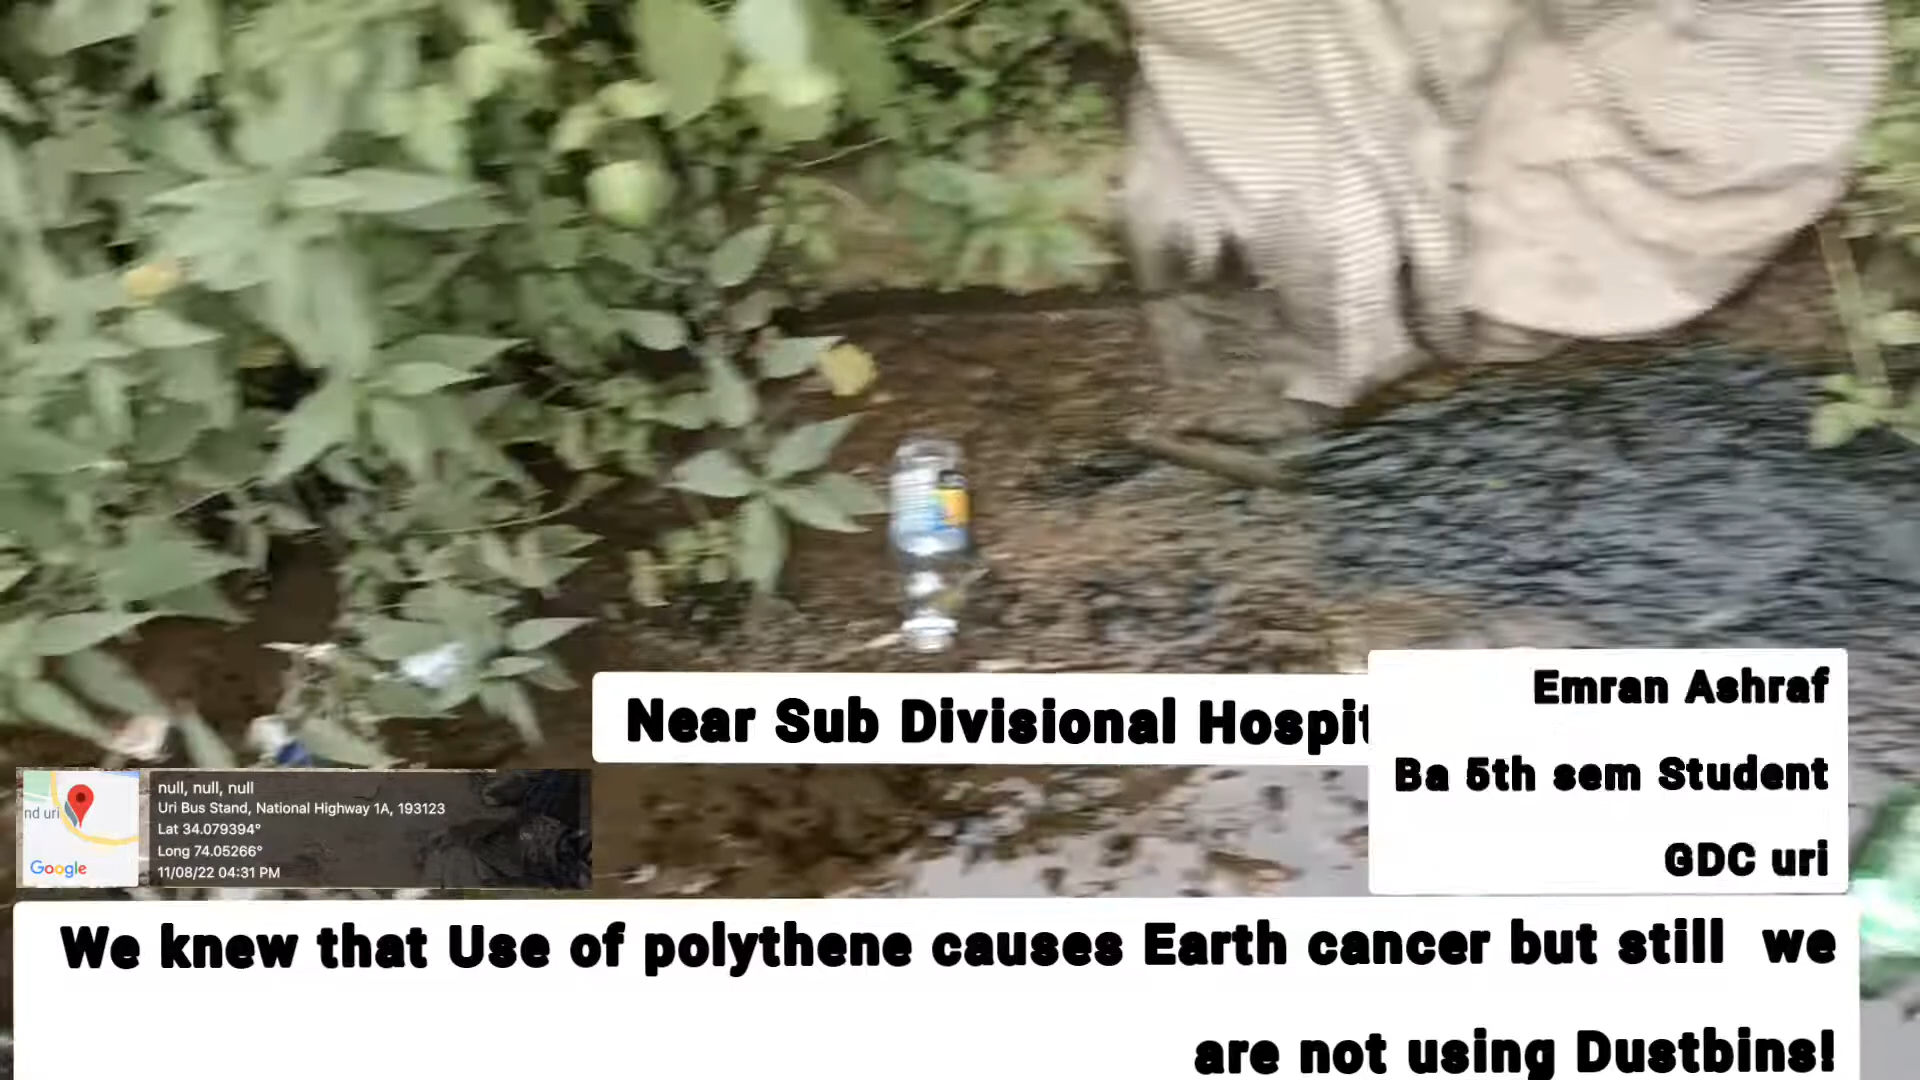 Near Sub Divisional Hospit
Emran Ashraf
Ba 5th sem Student
GDC uri
nd uri
Google
null, null, null
Uri Bus Stand, National Highway 1A, 193123
Lat 34.079394°
Long 74.05266°
11/08/22 04:31 PM
We knew that Use of polythene causes Earth cancer but still we
are not using Dustbins!